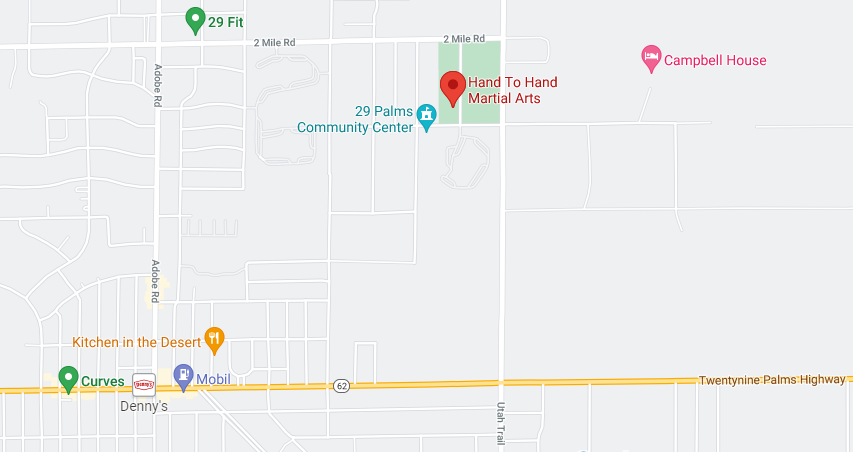 29 Fit
2 Mile Rd
2 Mile Rd
Campbell House
Adobe Rd
Hand To Hand
Martial Arts
29 Palms
Community Center
Adobe Rd
Kitchen in the Desert
Curves
Denny's
Mobil
62
Twentynine Palms Highway
Denny's
Utah Trail